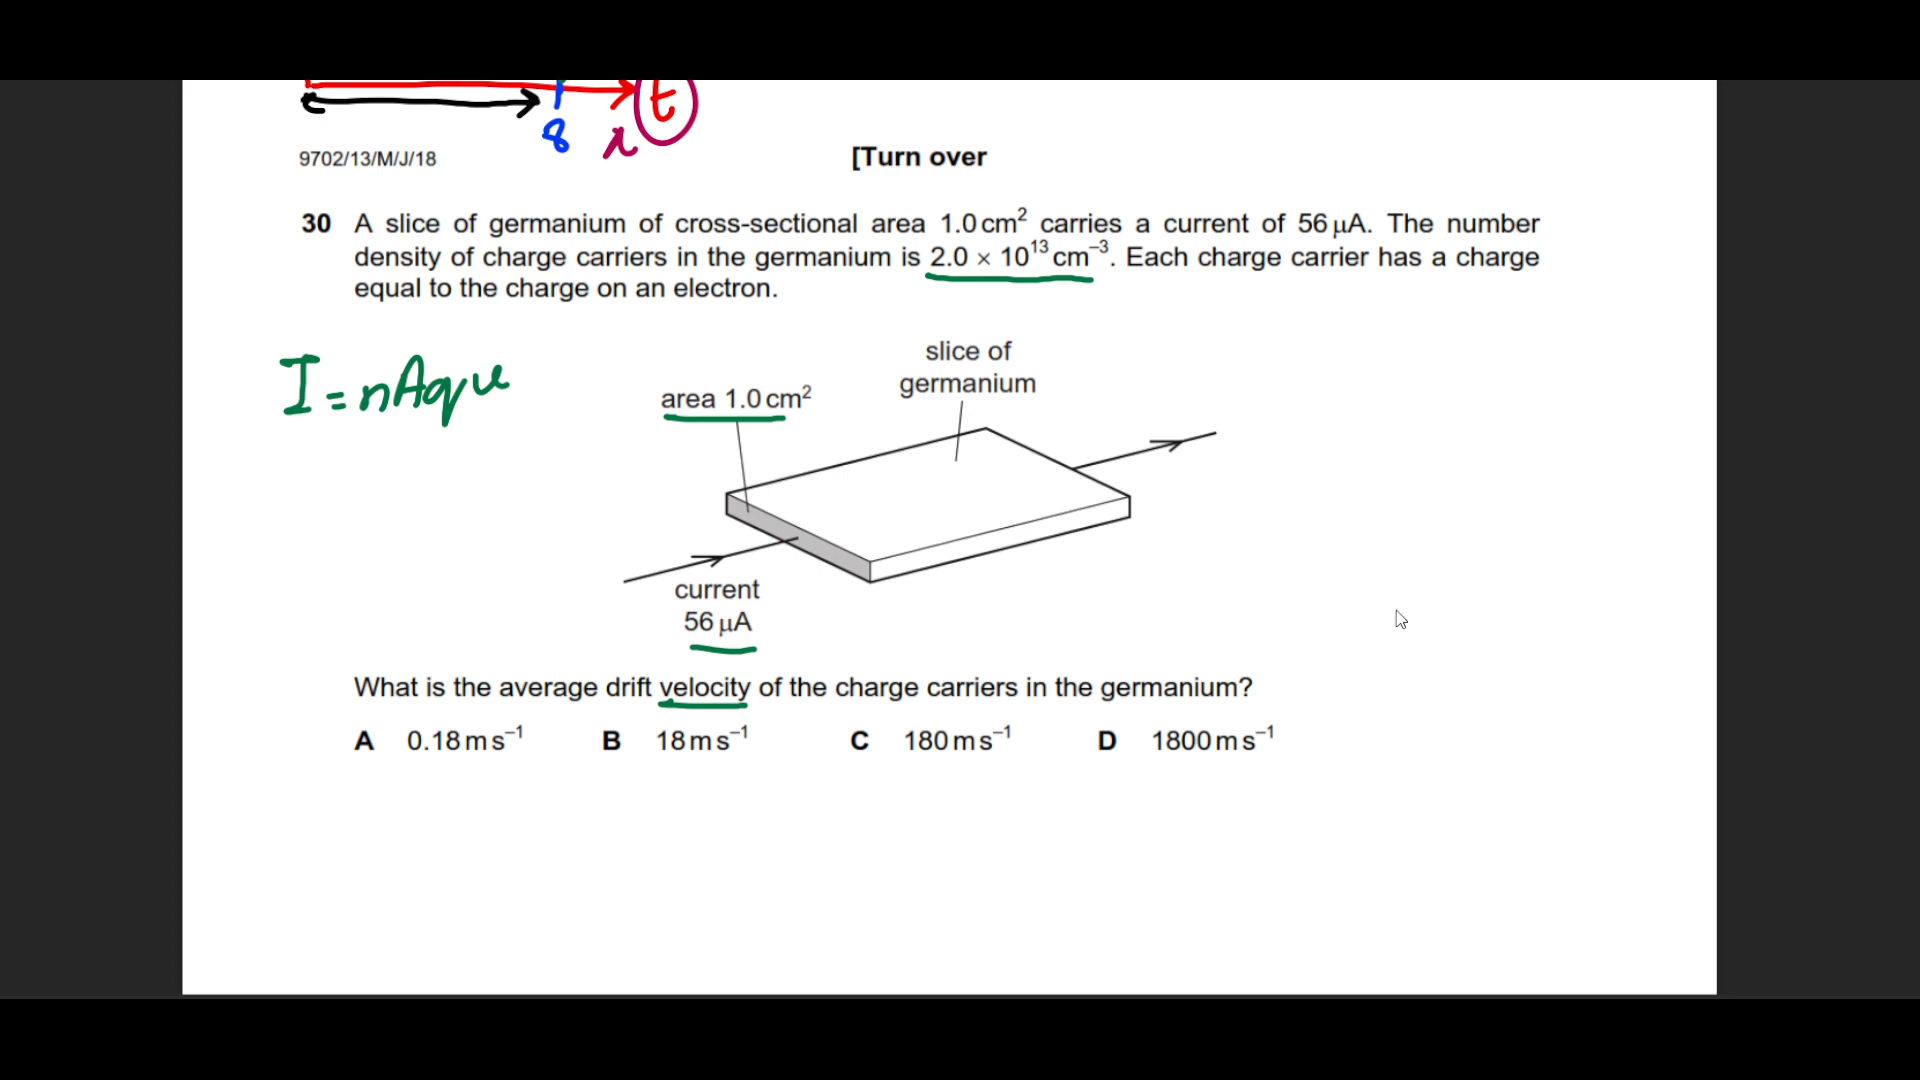 t
8
x
9702/13/M/J/18
[Turn over
30 A slice of germanium of cross-sectional area 1.0 cm² carries a current of 56 μA. The number
density of charge carriers in the germanium is 2.0 × 10¹³ cm⁻³. Each charge carrier has a charge
equal to the charge on an electron.
I = nAqv
area 1.0 cm²
slice of
germanium
current
56 μA
What is the average drift velocity of the charge carriers in the germanium?
A 0.18 m s⁻¹ B 18 m s⁻¹ C 180 m s⁻¹ D 1800 m s⁻¹